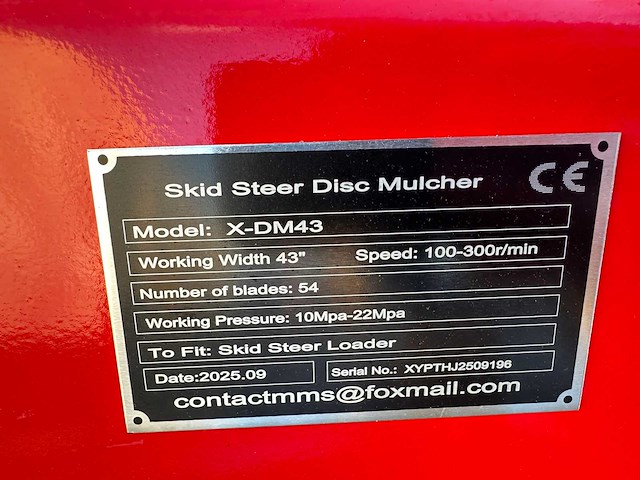 Skid Steer Disc Mulcher CE
Model: X-DM43
Working Width 43" Speed: 100-300r/min
Number of blades: 54
Working Pressure: 10Mpa-22Mpa
To Fit: Skid Steer Loader
Date:2025.09 Serial No.: XYPTHJ2509196
contactmms@foxmail.com